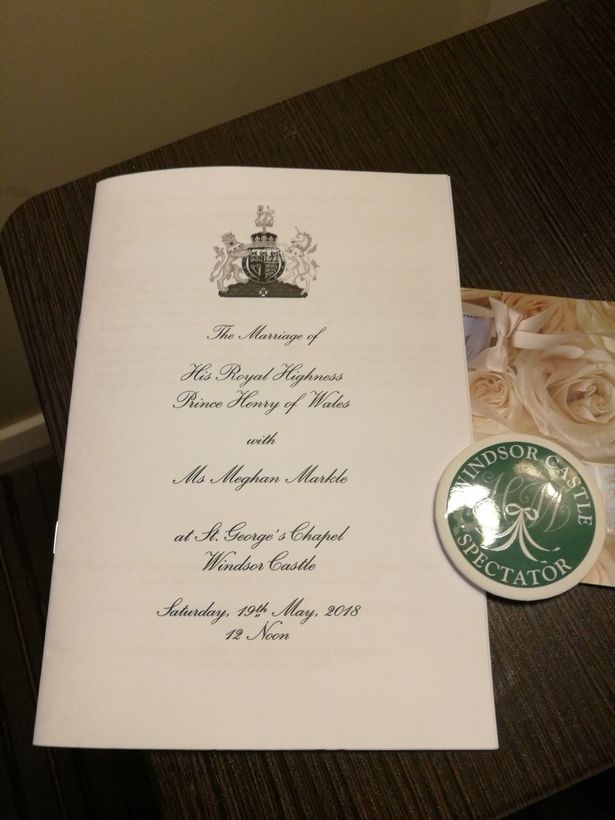 The Marriage of
His Royal Highness
Prince Henry of Wales
with
Ms Meghan Markle
at St. George's Chapel
Windsor Castle
Saturday, 19th May, 2018
12 Noon
WINDSOR CASTLE
HM
SPECTATOR